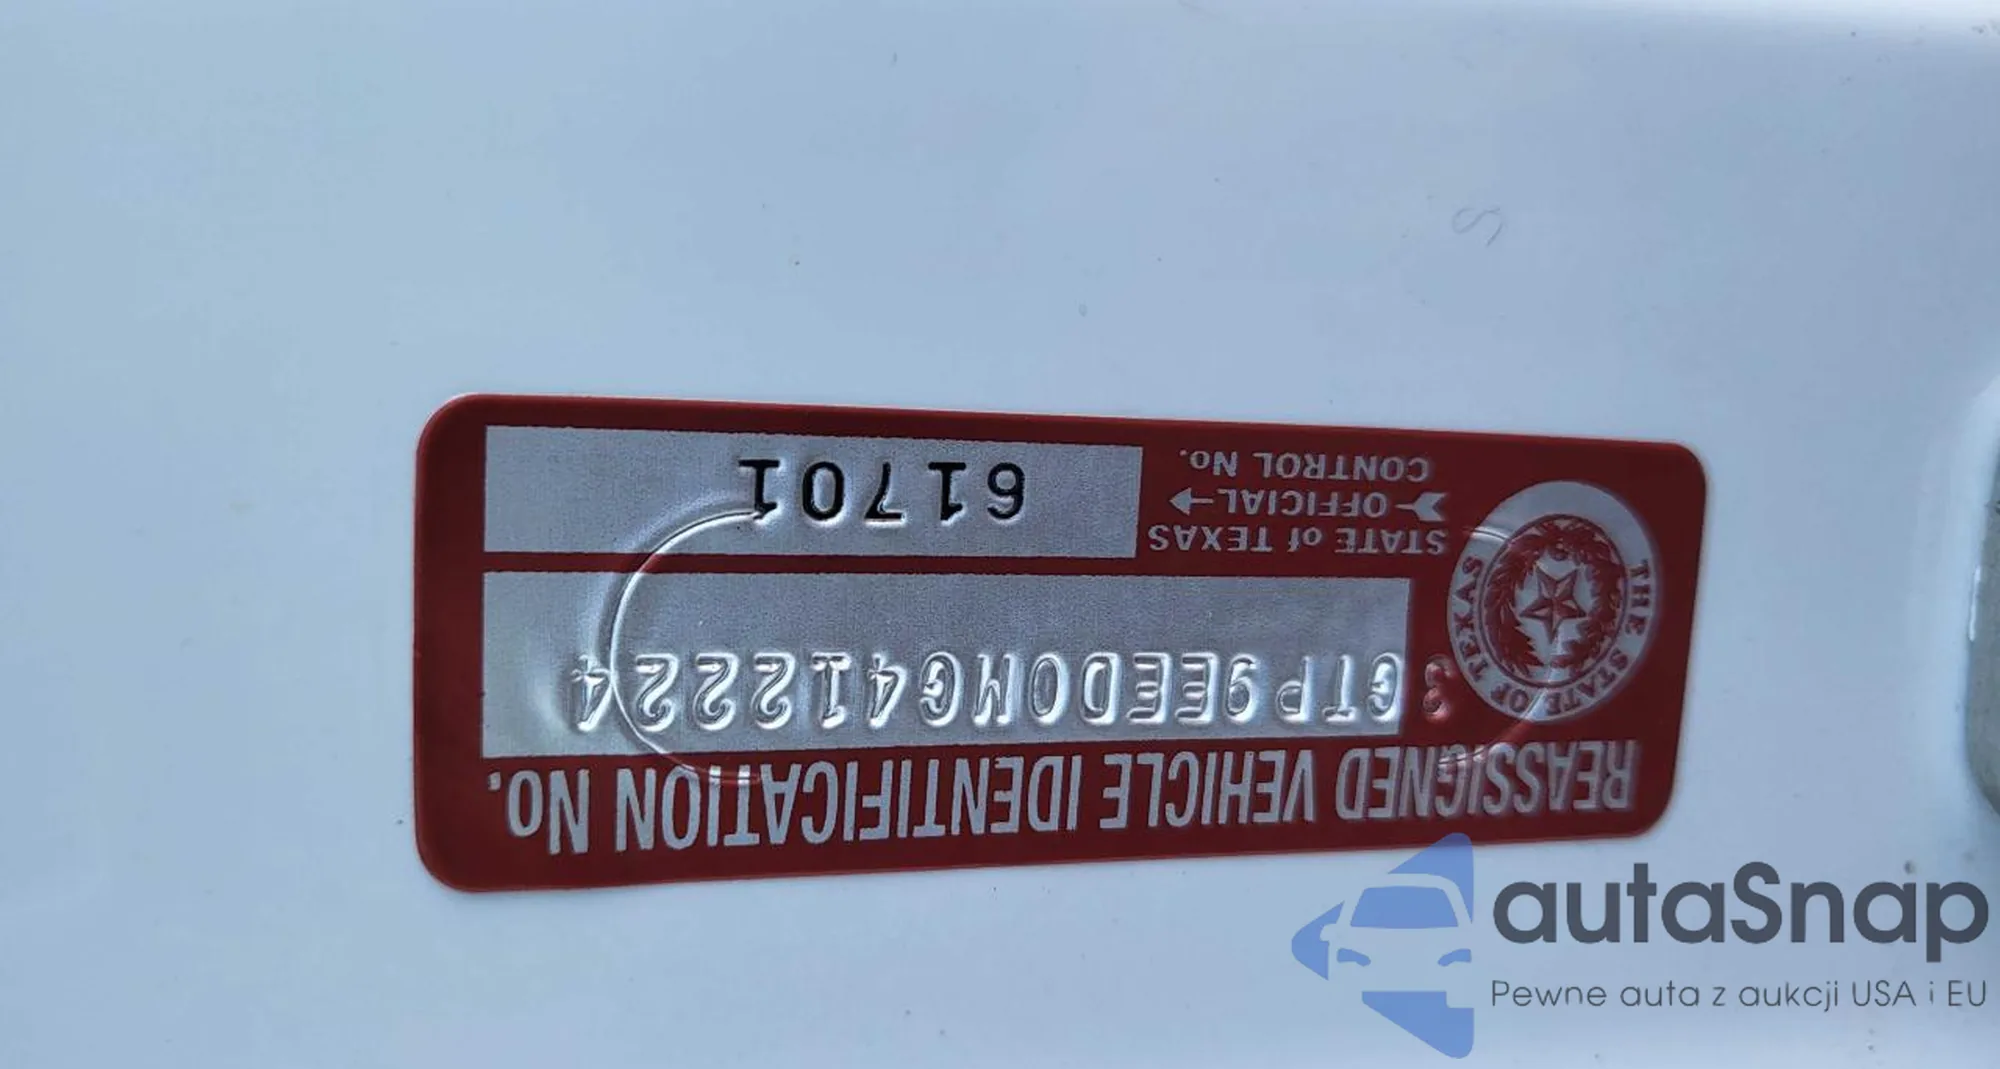 REASSIGNED VEHICLE IDENTIFICATION NO.
3GTP9EED0MG412224
THE STATE OF TEXAS
STATE of TEXAS
OFFICIAL
CONTROL No.
61701
autaSnap
Pewne auta z aukcji USA i EU